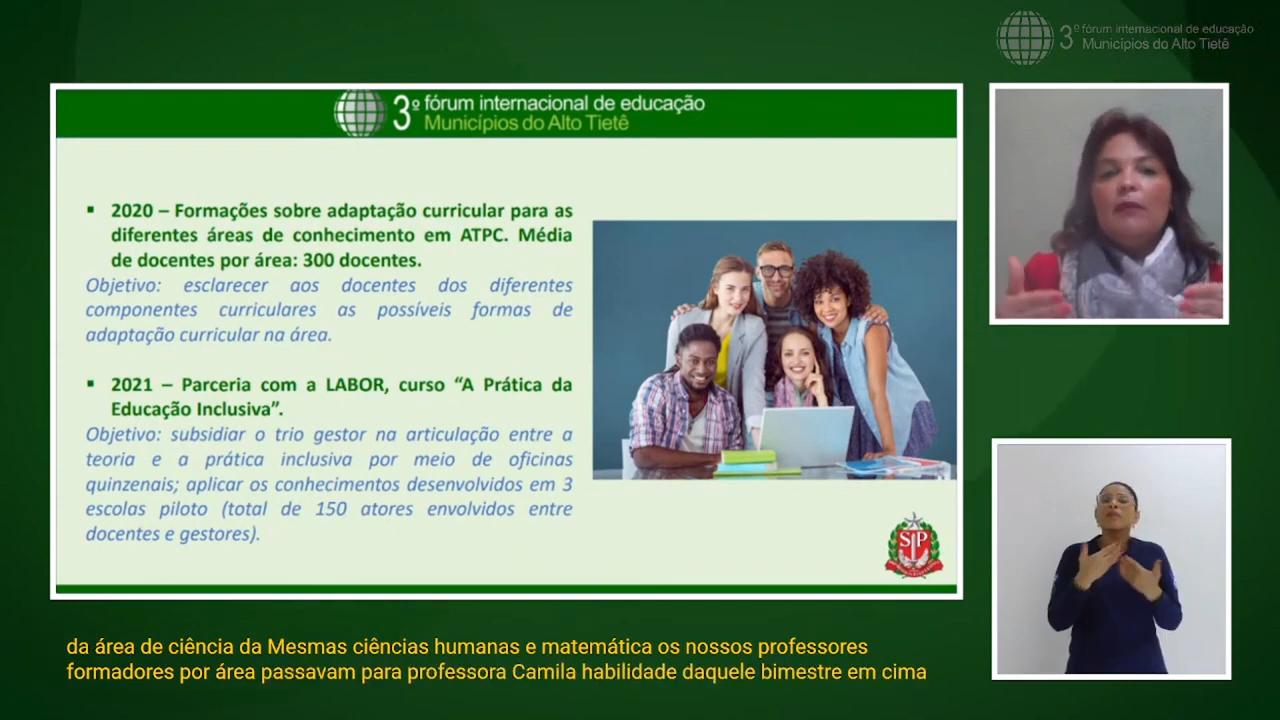 3º fórum internacional de educação
Municípios do Alto Tietê
3º fórum internacional de educação
Municípios do Alto Tietê
▪ 2020 – Formações sobre adaptação curricular para as
diferentes áreas de conhecimento em ATPC. Média
de docentes por área: 300 docentes.
Objetivo: esclarecer aos docentes dos diferentes
componentes curriculares as possíveis formas de
adaptação curricular na área.
▪ 2021 – Parceria com a LABOR, curso “A Prática da
Educação Inclusiva”.
Objetivo: subsidiar o trio gestor na articulação entre a
teoria e a prática inclusiva por meio de oficinas
quinzenais; aplicar os conhecimentos desenvolvidos em 3
escolas piloto (total de 150 atores envolvidos entre
docentes e gestores).
SP
da área de ciência da Mesmas ciências humanas e matemática os nossos professores
formadores por área passavam para professora Camila habilidade daquele bimestre em cima